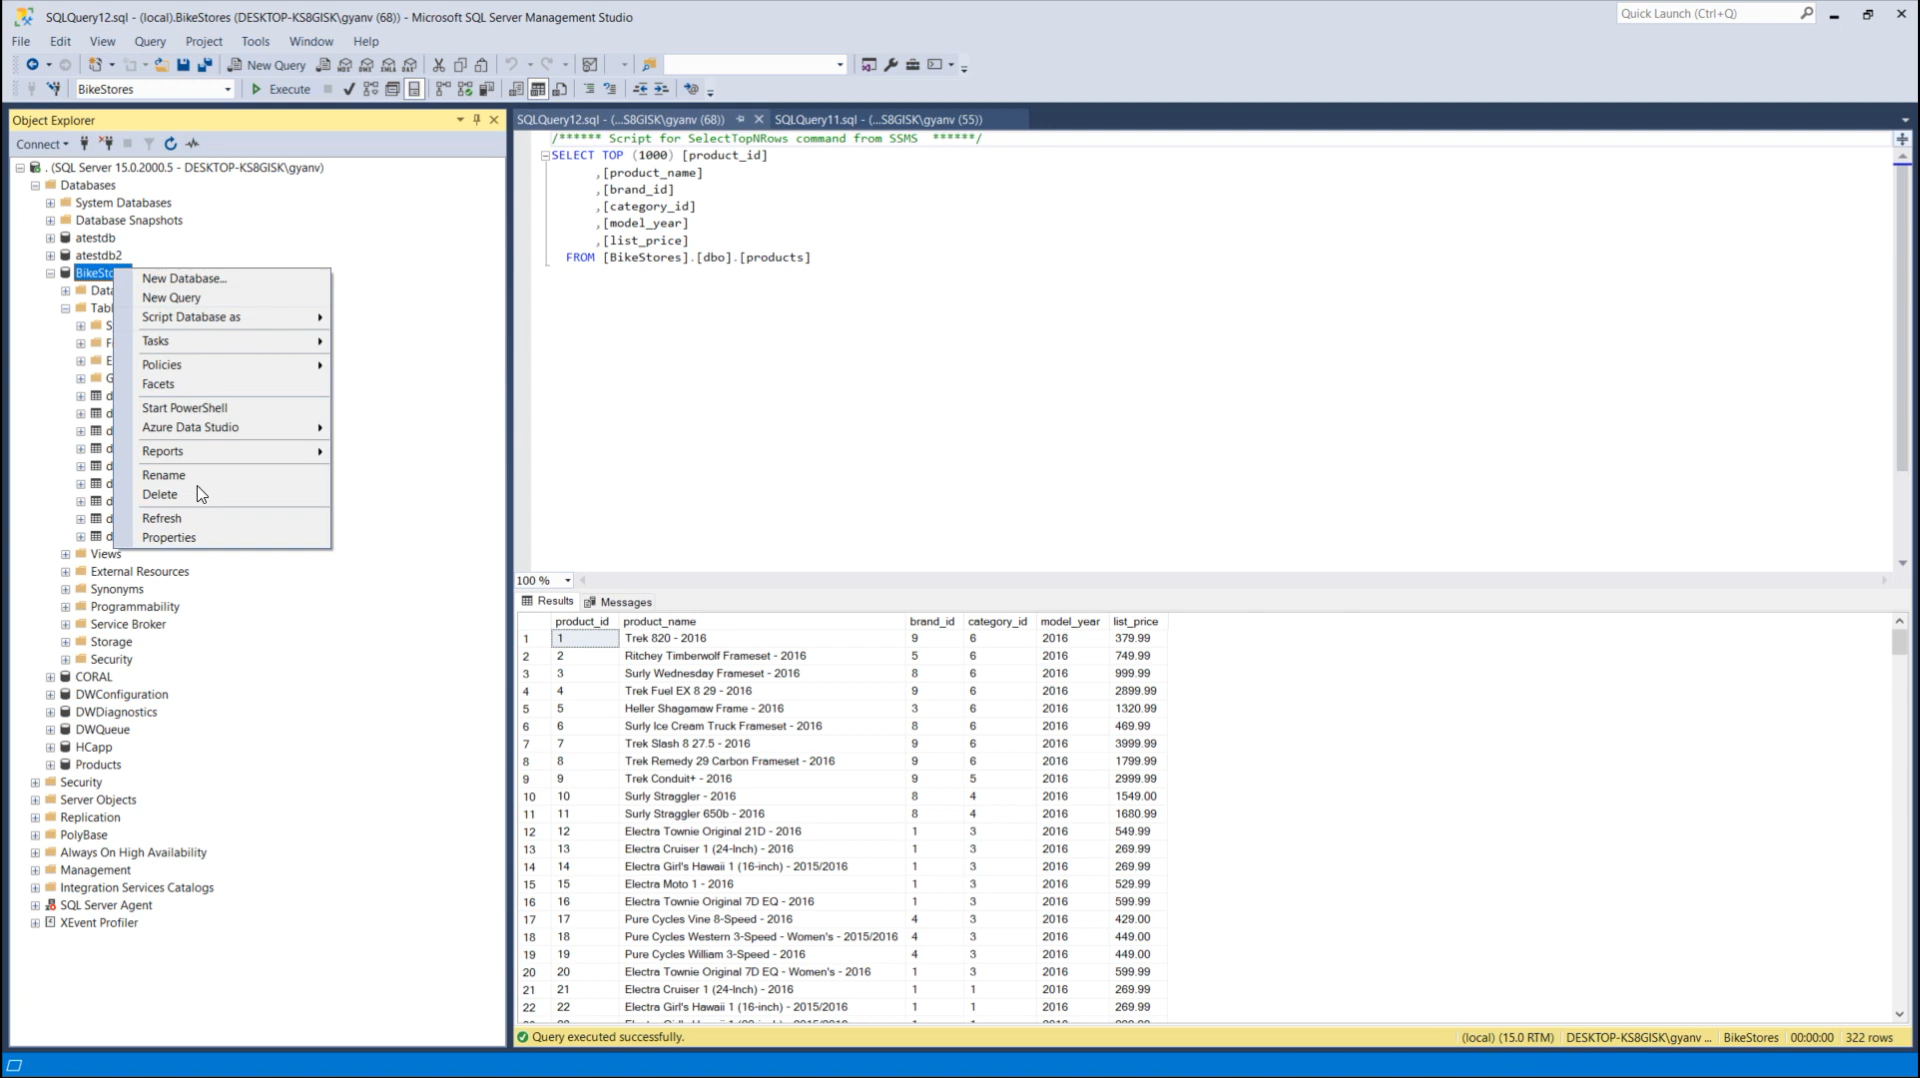 SQLQuery12.sql - (local).BikeStores (DESKTOP-KS8GISK\gyanv (68)) - Microsoft SQL Server Management Studio
Quick Launch (Ctrl+Q)
File Edit View Query Project Tools Window Help
New Query
BikeStores
Execute
Object Explorer
SQLQuery12.sql - (...S8GISK\gyanv (68))
SQLQuery11.sql - (...S8GISK\gyanv (55))
Connect
. (SQL Server 15.0.2000.5 - DESKTOP-KS8GISK\gyanv)
Databases
System Databases
Database Snapshots
atestdb
atestdb2
BikeSto
Data
Tabl
S
F
E
G
d
d
d
d
d
d
d
d
d
Views
External Resources
Synonyms
Programmability
Service Broker
Storage
Security
CORAL
DWConfiguration
DWDiagnostics
DWQueue
HCapp
Products
Security
Server Objects
Replication
PolyBase
Always On High Availability
Management
Integration Services Catalogs
SQL Server Agent
XEvent Profiler
New Database...
New Query
Script Database as
Tasks
Policies
Facets
Start PowerShell
Azure Data Studio
Reports
Rename
Delete
Refresh
Properties
/****** Script for SelectTopNRows command from SSMS ******/
SELECT TOP (1000) [product_id]
,[product_name]
,[brand_id]
,[category_id]
,[model_year]
,[list_price]
FROM [BikeStores].[dbo].[products]
100 %
Results Messages
product_id product_name brand_id category_id model_year list_price
1 1 Trek 820 - 2016 9 6 2016 379.99
2 2 Ritchey Timberwolf Frameset - 2016 5 6 2016 749.99
3 3 Surly Wednesday Frameset - 2016 8 6 2016 999.99
4 4 Trek Fuel EX 8 29 - 2016 9 6 2016 2899.99
5 5 Heller Shagamaw Frame - 2016 3 6 2016 1320.99
6 6 Surly Ice Cream Truck Frameset - 2016 8 6 2016 469.99
7 7 Trek Slash 8 27.5 - 2016 9 6 2016 3999.99
8 8 Trek Remedy 29 Carbon Frameset - 2016 9 6 2016 1799.99
9 9 Trek Conduit+ - 2016 9 5 2016 2999.99
10 10 Surly Straggler - 2016 8 4 2016 1549.00
11 11 Surly Straggler 650b - 2016 8 4 2016 1680.99
12 12 Electra Townie Original 21D - 2016 1 3 2016 549.99
13 13 Electra Cruiser 1 (24-Inch) - 2016 1 3 2016 269.99
14 14 Electra Girl's Hawaii 1 (16-inch) - 2015/2016 1 3 2016 269.99
15 15 Electra Moto 1 - 2016 1 3 2016 529.99
16 16 Electra Townie Original 7D EQ - 2016 1 3 2016 599.99
17 17 Pure Cycles Vine 8-Speed - 2016 4 3 2016 429.00
18 18 Pure Cycles Western 3-Speed - Women's - 2015/2016 4 3 2016 449.00
19 19 Pure Cycles William 3-Speed - 2016 4 3 2016 449.00
20 20 Electra Townie Original 7D EQ - Women's - 2016 1 3 2016 599.99
21 21 Electra Cruiser 1 (24-Inch) - 2016 1 1 2016 269.99
22 22 Electra Girl's Hawaii 1 (16-inch) - 2015/2016 1 1 2016 269.99
Query executed successfully.
(local) (15.0 RTM) DESKTOP-KS8GISK\gyanv ... BikeStores 00:00:00 322 rows